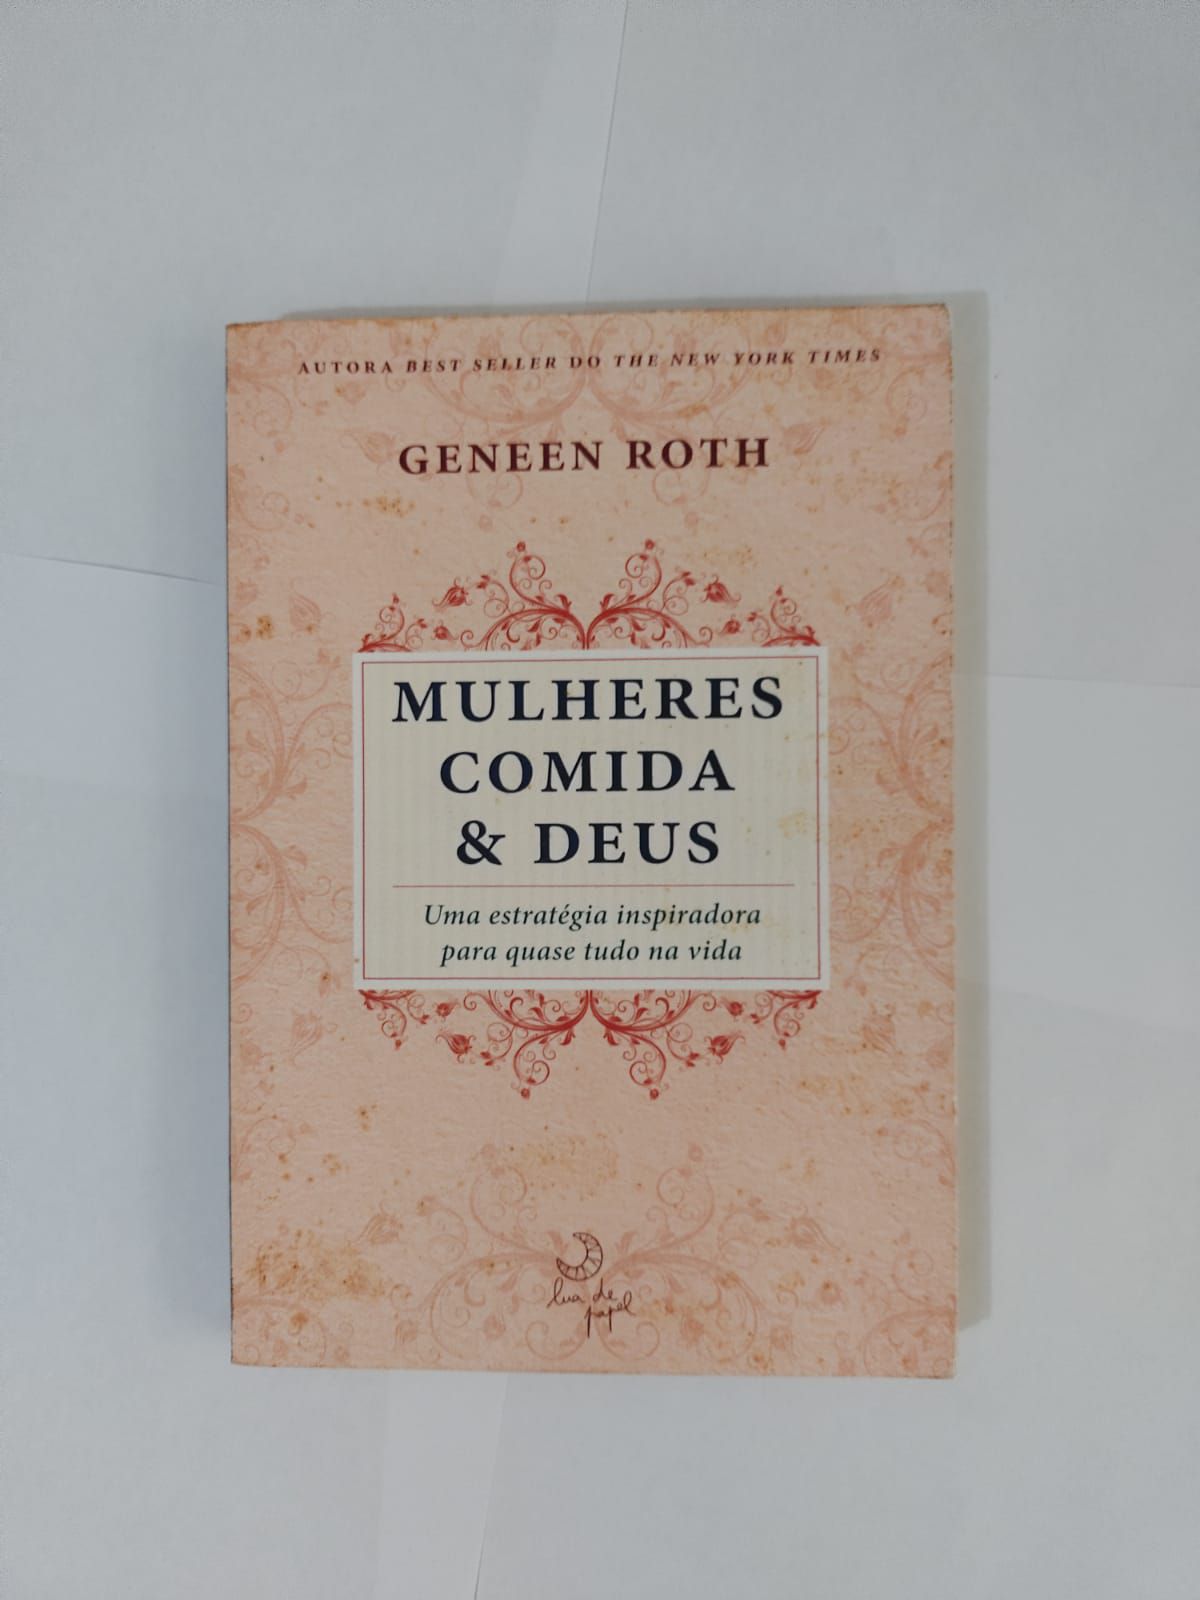 AUTORA BEST SELLER DO THE NEW YORK TIMES
GENEEN ROTH
MULHERES
COMIDA
& DEUS
Uma estratégia inspiradora
para quase tudo na vida
lua de
papel